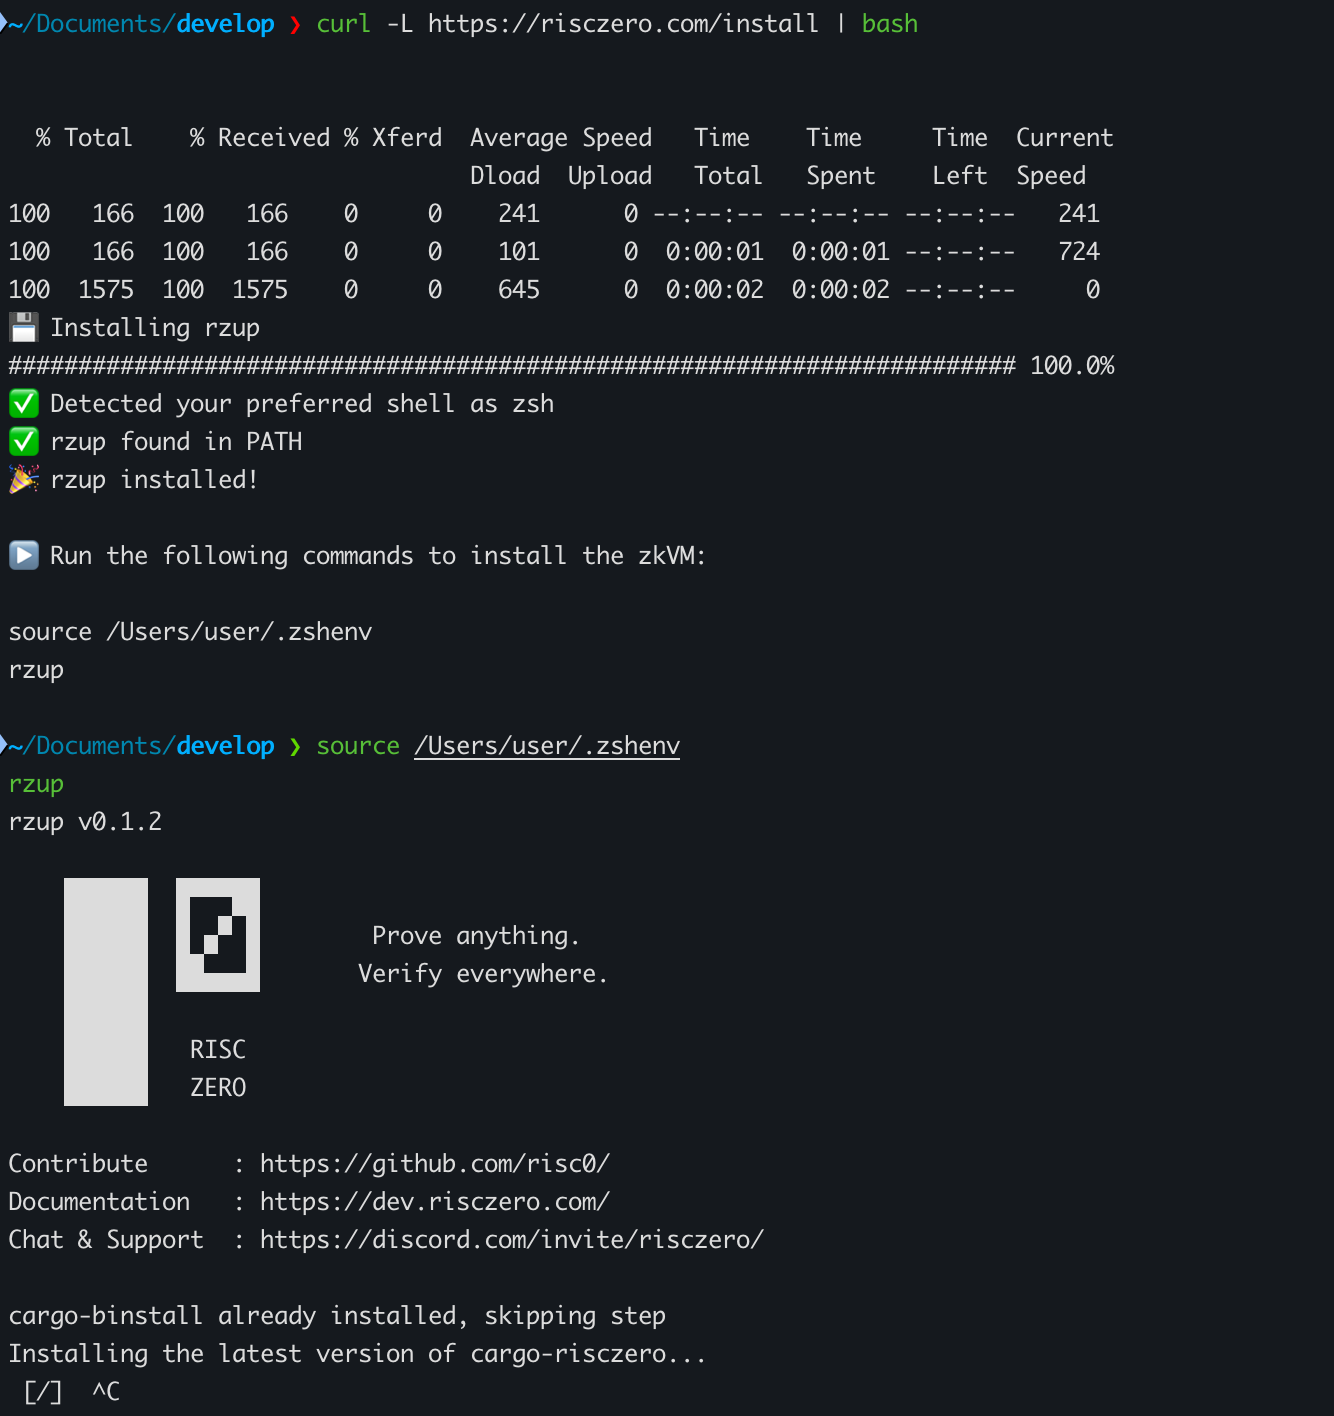 ~/Documents/develop ❯ curl -L https://risczero.com/install | bash
% Total % Received % Xferd Average Speed Time Time Time Current
Dload Upload Total Spent Left Speed
100 166 100 166 0 0 241 0 --:--:-- --:--:-- --:--:-- 241
100 166 100 166 0 0 101 0 0:00:01 0:00:01 --:--:-- 724
100 1575 100 1575 0 0 645 0 0:00:02 0:00:02 --:--:-- 0
💾 Installing rzup
######################################################################## 100.0%
✅ Detected your preferred shell as zsh
✅ rzup found in PATH
🎉 rzup installed!
▶️ Run the following commands to install the zkVM:
source /Users/user/.zshenv
rzup
~/Documents/develop ❯ source /Users/user/.zshenv
rzup
rzup v0.1.2
Prove anything.
Verify everywhere.
RISC
ZERO
Contribute : https://github.com/risc0/
Documentation : https://dev.risczero.com/
Chat & Support : https://discord.com/invite/risczero/
cargo-binstall already installed, skipping step
Installing the latest version of cargo-risczero...
[/] ^C